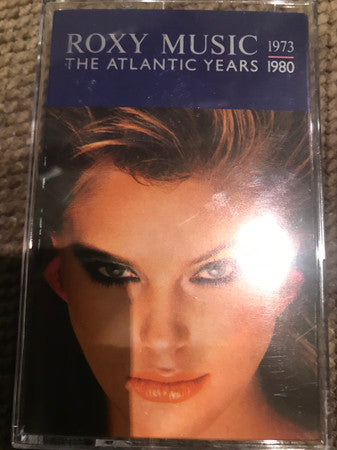 ROXY MUSIC 1973
THE ATLANTIC YEARS 1980